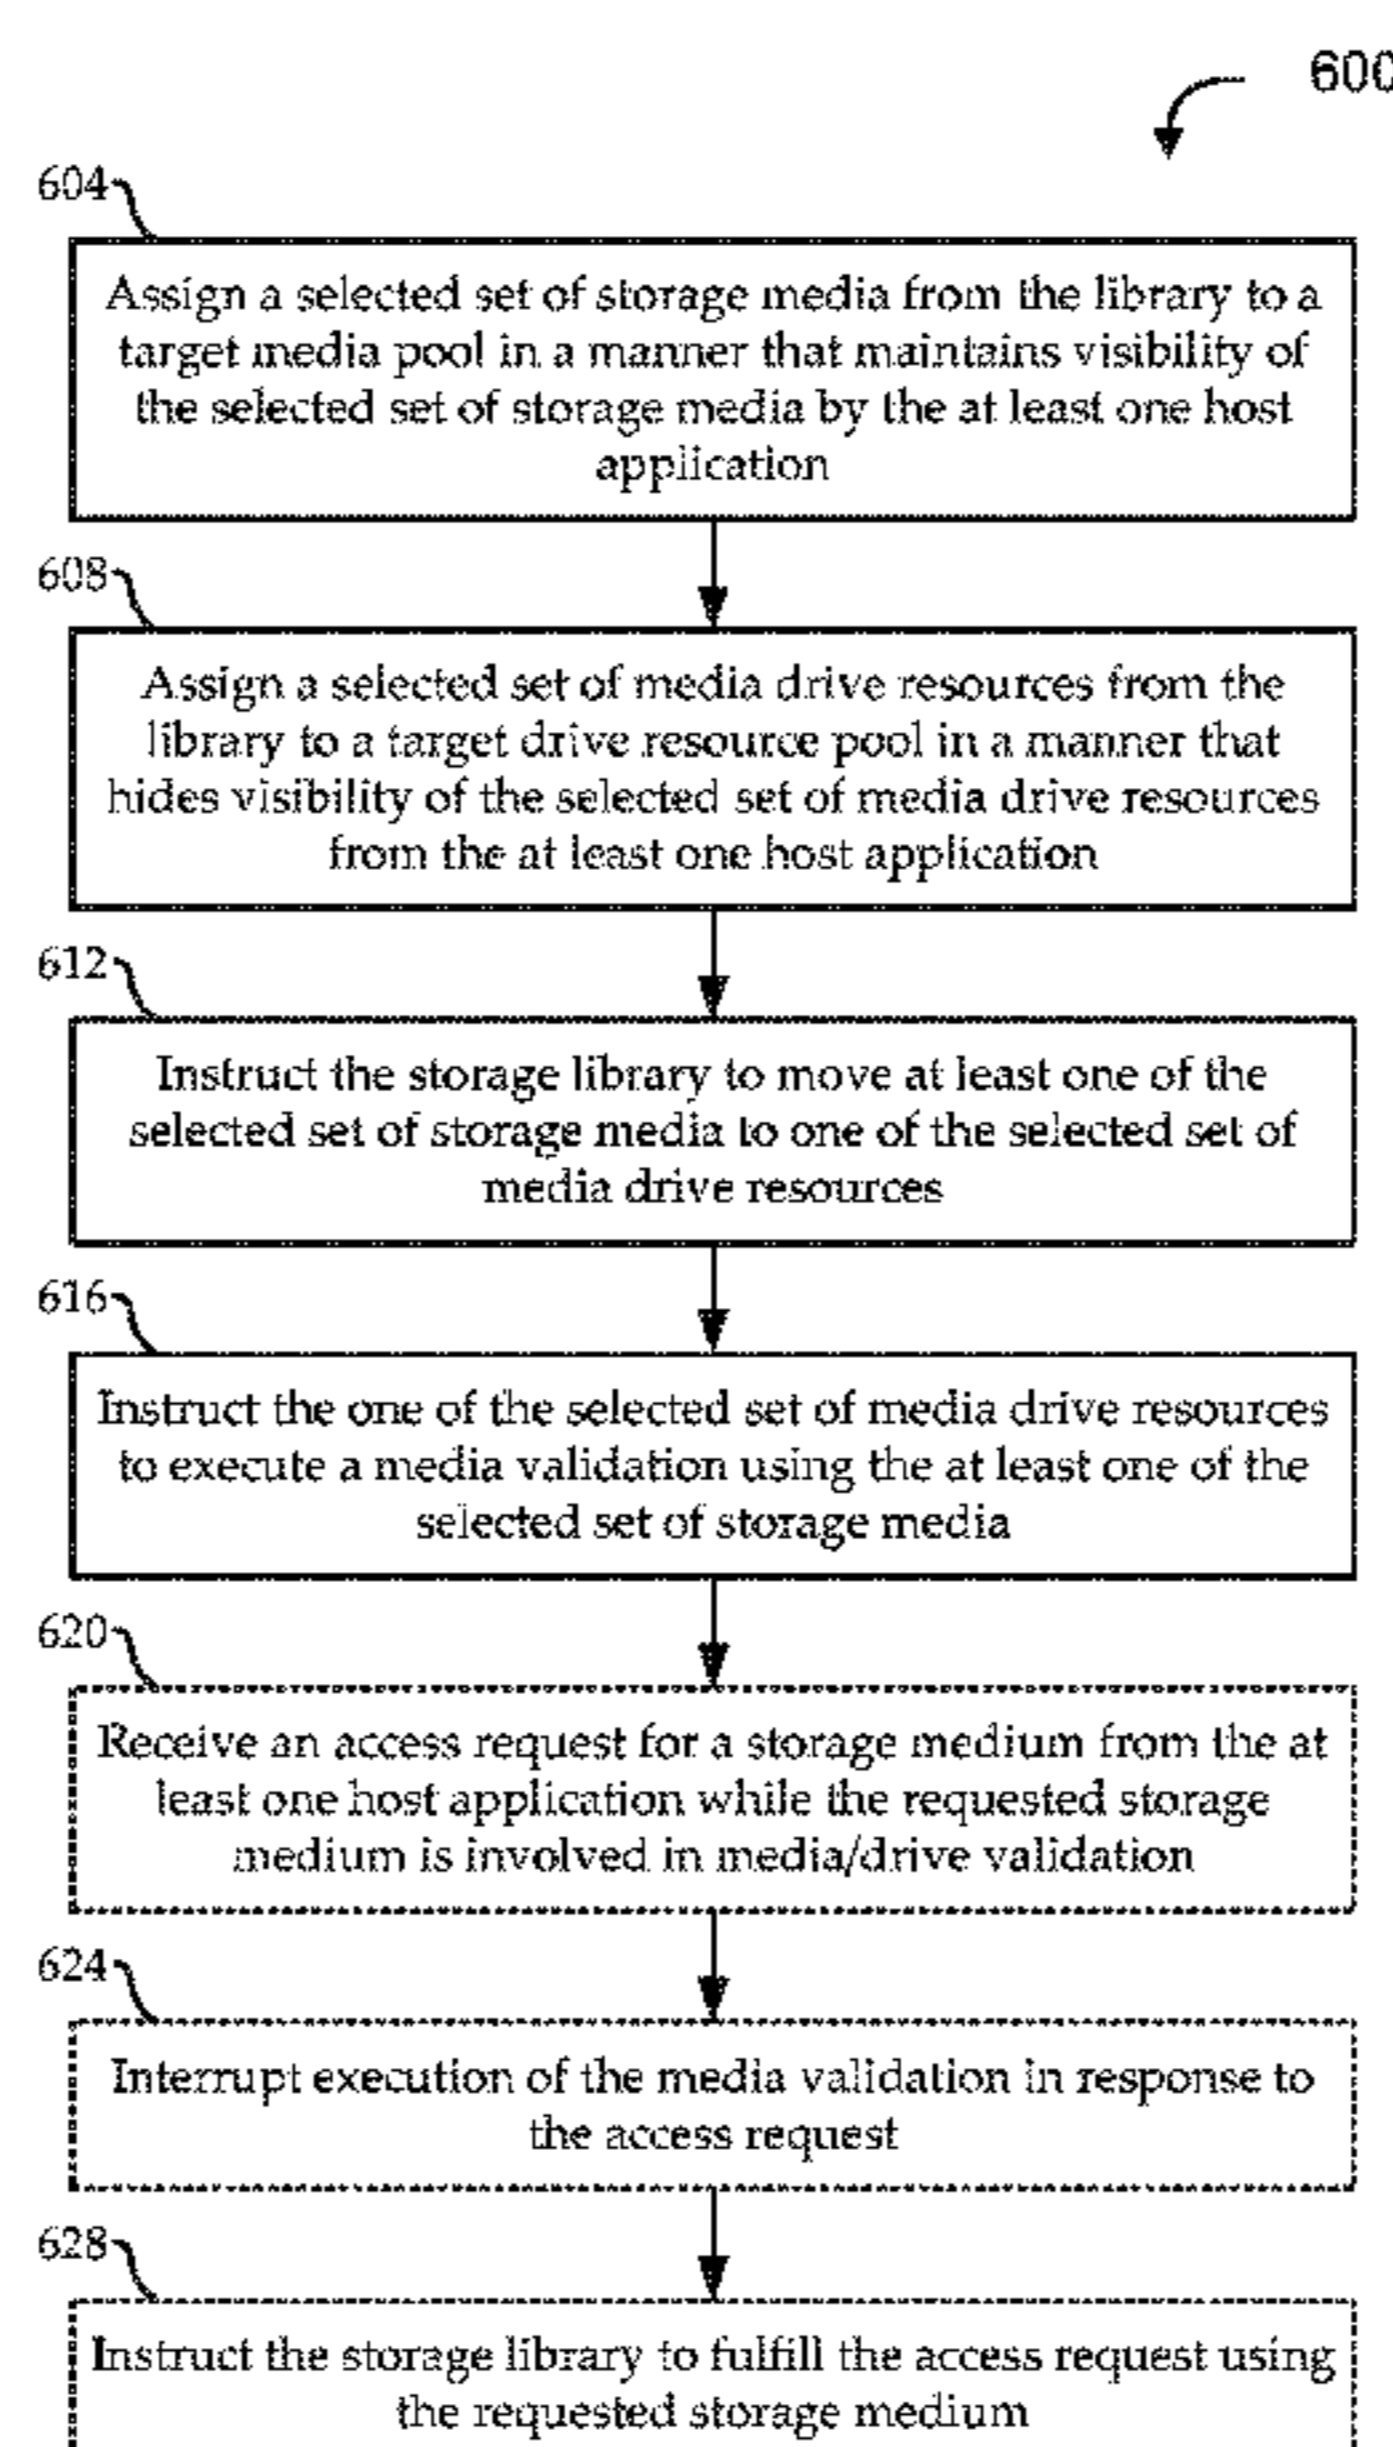 600
604
Assign a selected set of storage media from the library to a
target media pool in a manner that maintains visibility of
the selected set of storage media by the at least one host
application
608
Assign a selected set of media drive resources from the
library to a target drive resource pool in a manner that
hides visibility of the selected set of media drive resources
from the at least one host application
612
Instruct the storage library to move at least one of the
selected set of storage media to one of the selected set of
media drive resources
616
Instruct the one of the selected set of media drive resources
to execute a media validation using the at least one of the
selected set of storage media
620
Receive an access request for a storage medium from the at
least one host application while the requested storage
medium is involved in media/drive validation
624
Interrupt execution of the media validation in response to
the access request
628
Instruct the storage library to fulfill the access request using
the requested storage medium